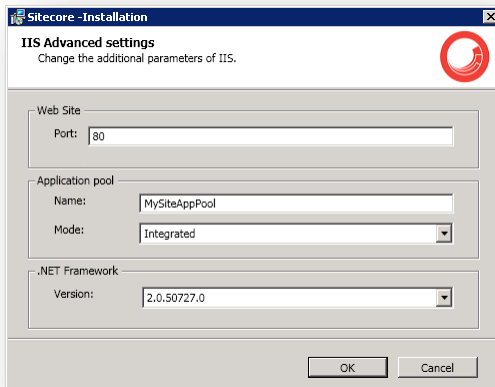 Sitecore -Installation
IIS Advanced settings
Change the additional parameters of IIS.
Web Site
Port: 80
Application pool
Name: MySiteAppPool
Mode: Integrated
.NET Framework
Version: 2.0.50727.0
OK Cancel